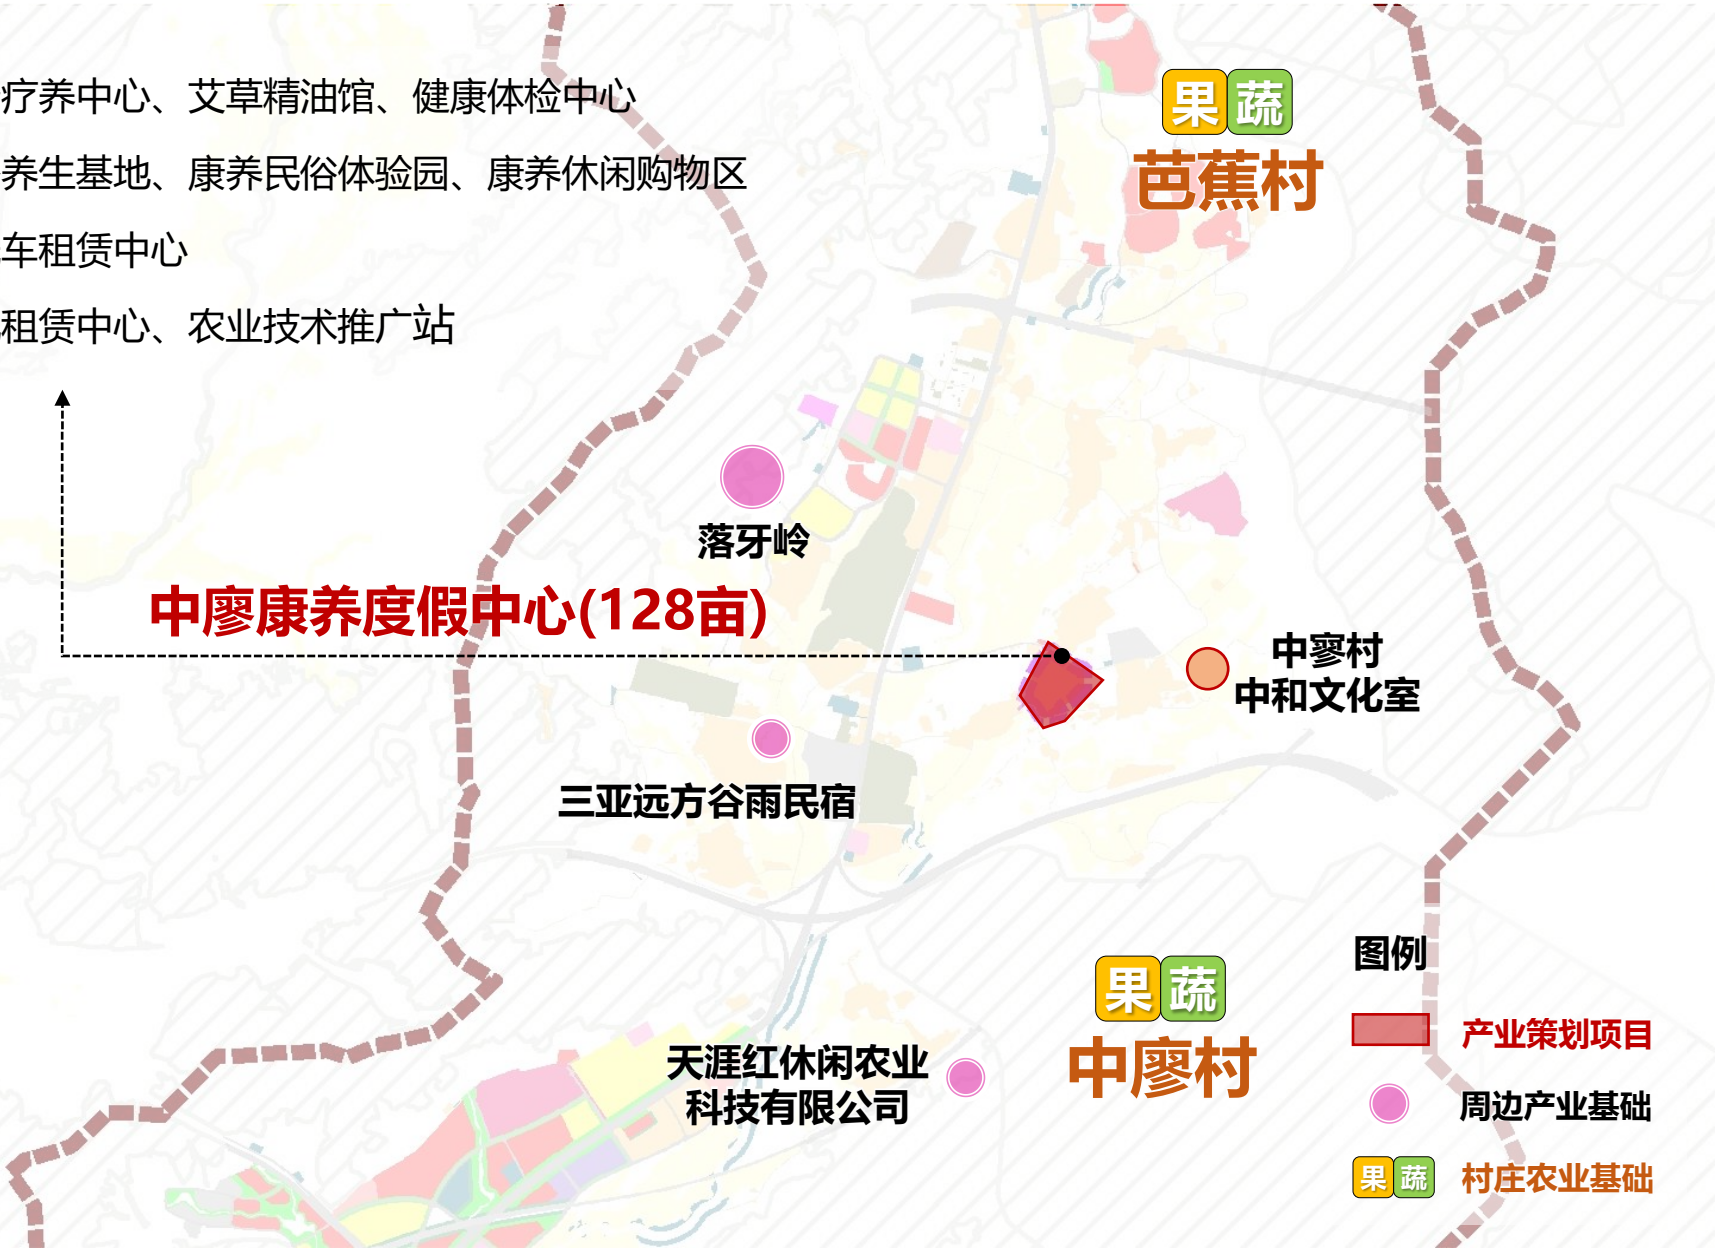 疗养中心、艾草精油馆、健康体检中心
养生基地、康养民俗体验园、康养休闲购物区
车租赁中心
租赁中心、农业技术推广站
果蔬
芭蕉村
落牙岭
中廖康养度假中心(128亩)
中寥村
中和文化室
三亚远方谷雨民宿
果蔬
中廖村
天涯红休闲农业
科技有限公司
图例
产业策划项目
周边产业基础
果蔬 村庄农业基础